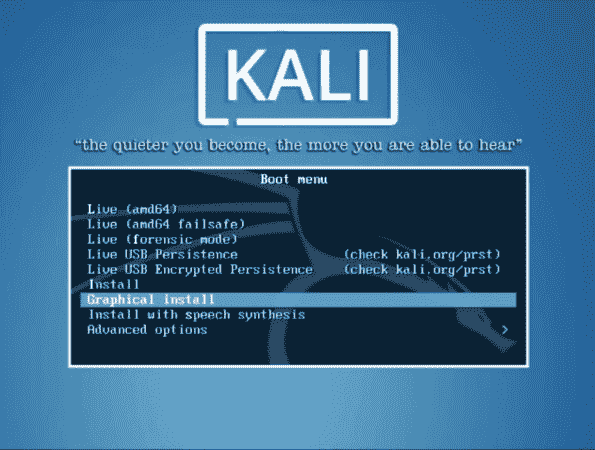 KALI
“the quieter you become, the more you are able to hear”
Boot menu
Live (amd64)
Live (amd64 failsafe)
Live (forensic mode)
Live USB Persistence (check kali.org/prst)
Live USB Encrypted Persistence (check kali.org/prst)
Install
Graphical install
Install with speech synthesis
Advanced options >